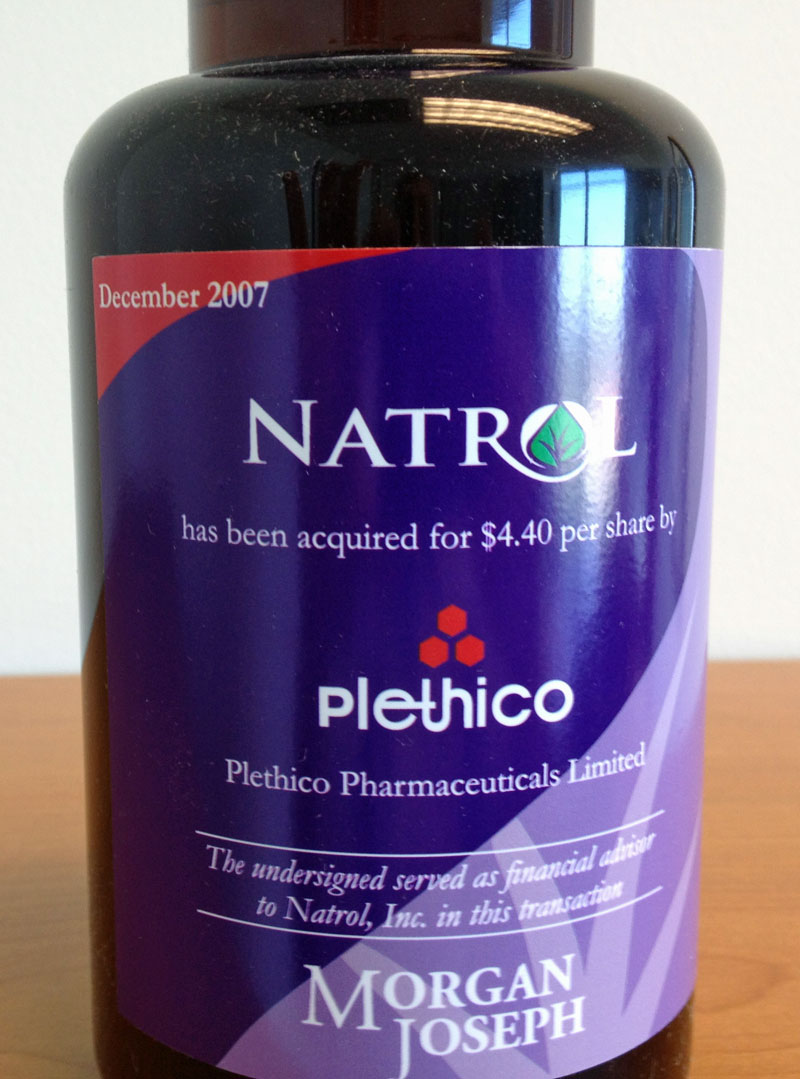 December 2007
NATROL
has been acquired for $4.40 per share by
Plethico
Plethico Pharmaceuticals Limited
The undersigned served as financial advisor
to Natrol, Inc. in this transaction
MORGAN
JOSEPH